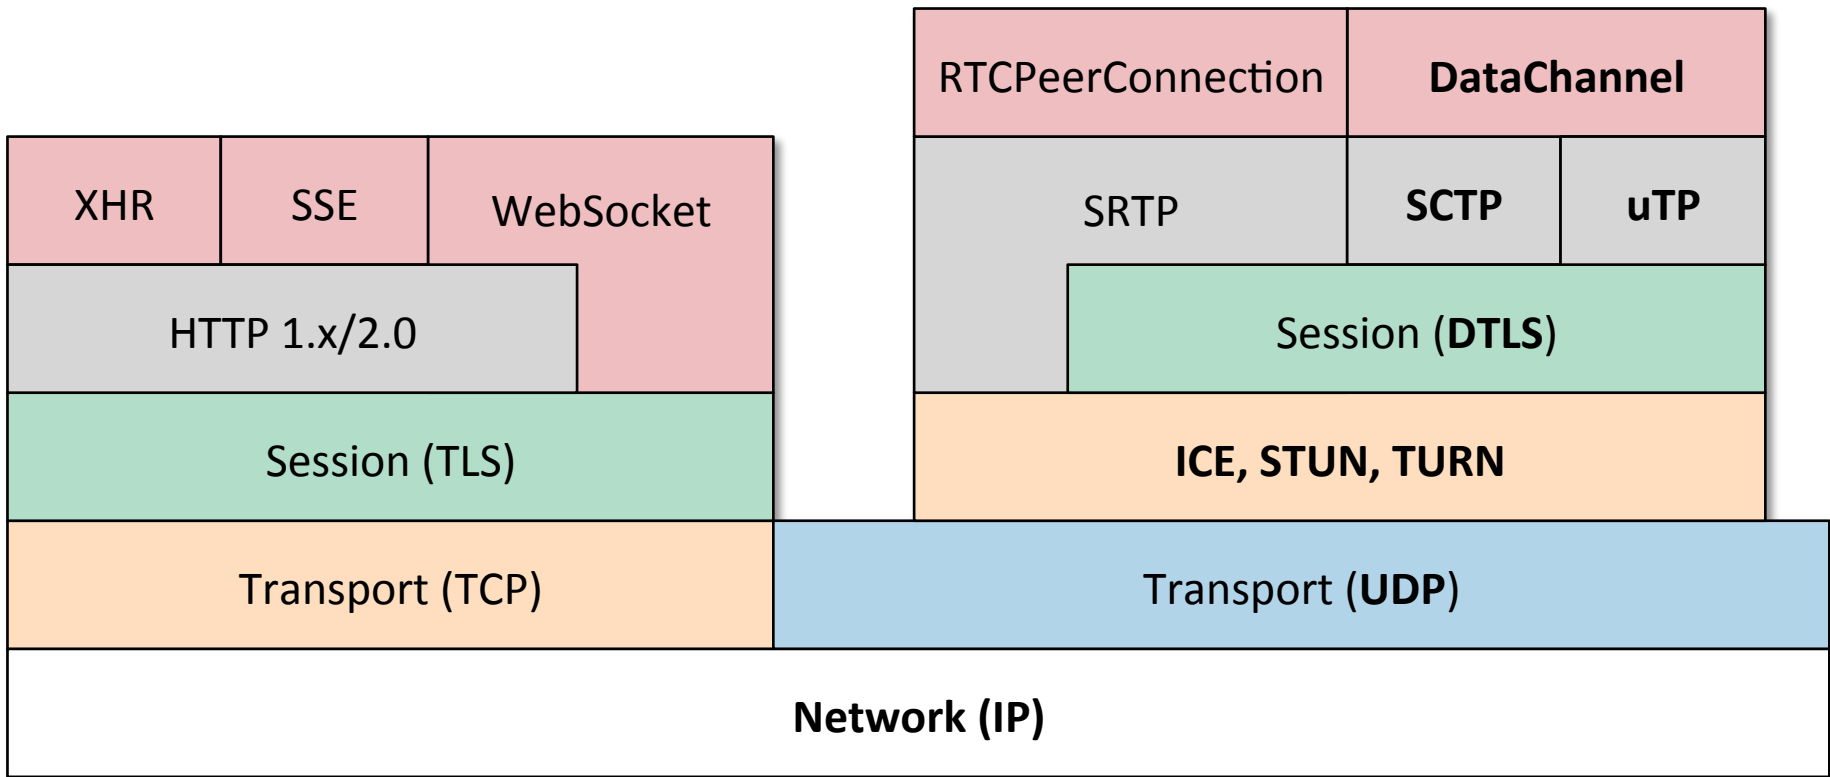 RTCPeerConnection
DataChannel
XHR
SSE
WebSocket
SRTP
SCTP
uTP
HTTP 1.x/2.0
Session (DTLS)
Session (TLS)
ICE, STUN, TURN
Transport (TCP)
Transport (UDP)
Network (IP)